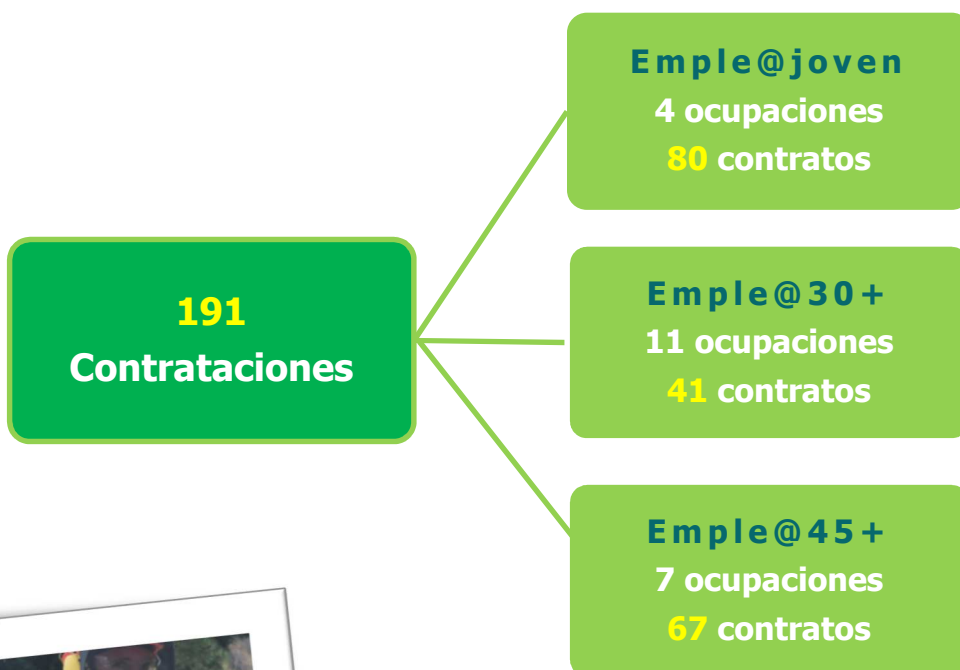 191
Contrataciones
Emple@joven
4 ocupaciones
80 contratos
Emple@30+
11 ocupaciones
41 contratos
Emple@45+
7 ocupaciones
67 contratos